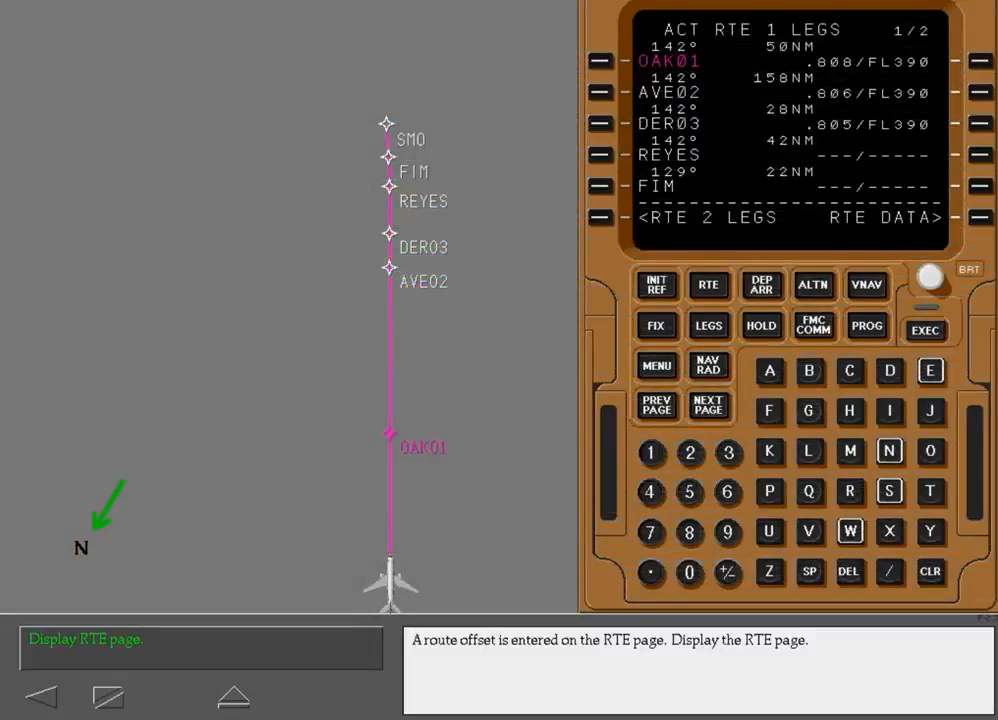 ACT RTE 1 LEGS 1/2
142° 50NM
OAK01 .808/FL390
142° 158NM
AVE02 .806/FL390
142° 28NM
DER03 .805/FL390
142° 42NM
REYES ---/-----
129° 22NM
FIM ---/-----
<RTE 2 LEGS RTE DATA>
BRT
INIT REF RTE DEP ARR ALTN VNAV
FIX LEGS HOLD FMC COMM PROG EXEC
MENU NAV RAD
PREV PAGE NEXT PAGE
A B C D E
F G H I J
1 2 3 K L M N O
4 5 6 P Q R S T
7 8 9 U V W X Y
. 0 +/- Z SP DEL / CLR
SMO
FIM
REYES
DER03
AVE02
OAK01
N
Display RTE page.
A route offset is entered on the RTE page. Display the RTE page.